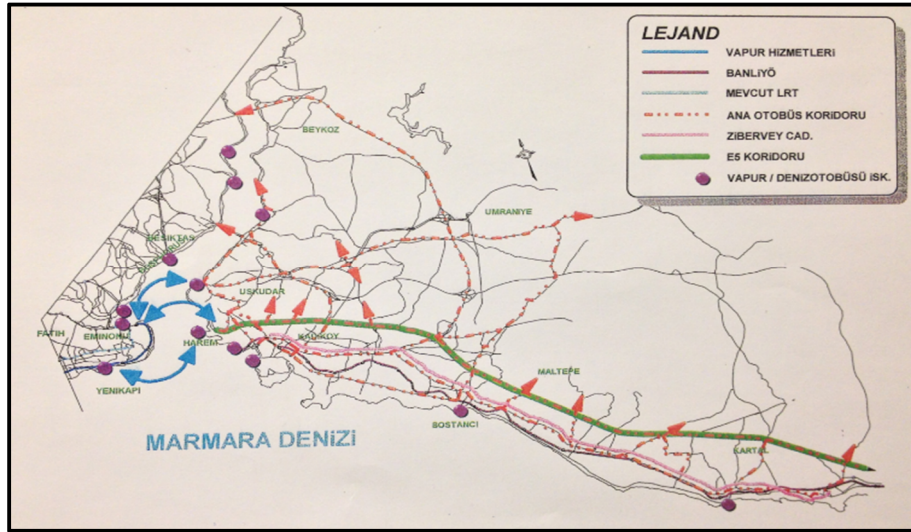 LEJAND
VAPUR HiZMETLERi
BANLiYÖ
MEVCUT LRT
ANA OTOBÜS KORiDORU
ZiBERVEY CAD.
E5 KORiDORU
VAPUR / DENiZOTOBÜSÜ iSK.
BEYKOZ
UMRANiYE
BESiKTAS
USKUDAR
FATIH
EMiNONU
HAREM
KADIKOY
YENIKAPI
MALTEPE
BOSTANCI
KARTAL
MARMARA DENiZi